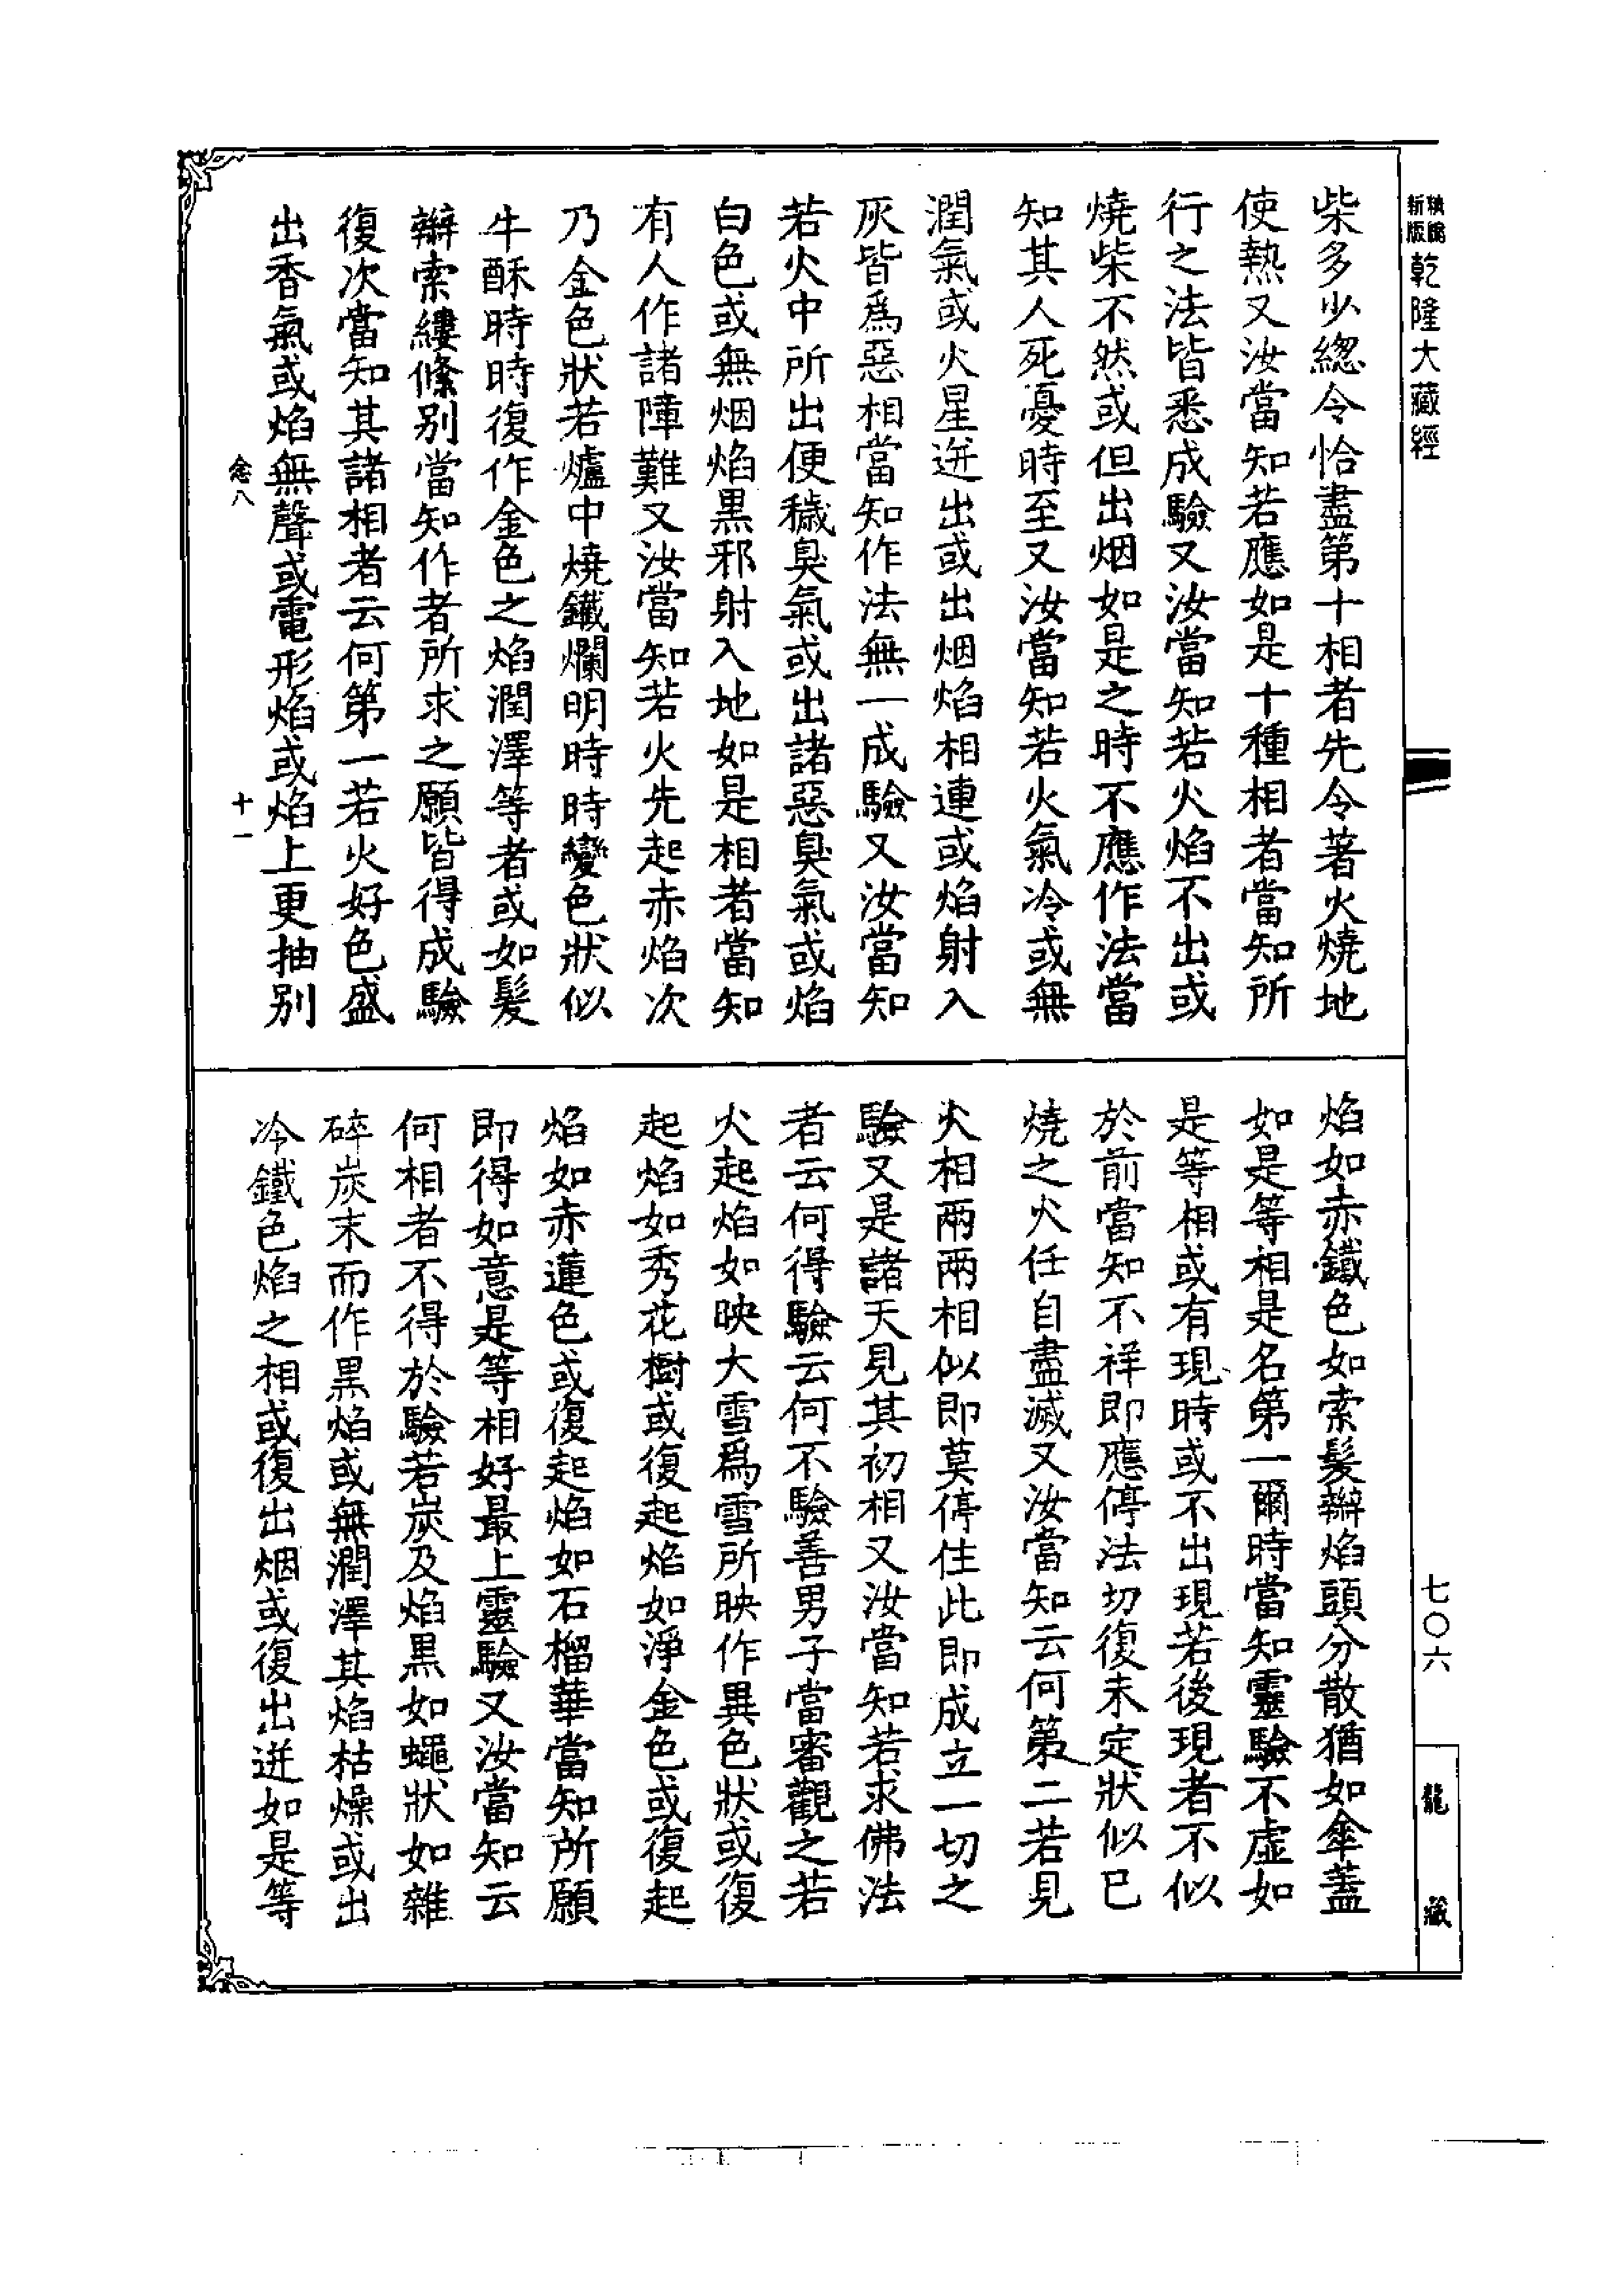 新版乾隆大藏經
柴多少緫令恰盡第十相者先令著火燒地
使熱又汝當知若應如是十種相者當知所
行之法皆悉成驗又汝當知若火焰不出或
燒柴不然或但出烟如是之時不應作法當
知其人死憂時至又汝當知若火氣冷或無
潤氣或火星迸出或出烟焰相連或焰射入
灰皆為惡相當知作法無一成驗又汝當知
若火中所出便穢臭氣或出諸惡臭氣或焰
白色或無烟焰黒邪射入地如是相者當知
有人作諸障難又汝當知若火先起赤焰次
乃金色狀若爐中燒鐵爛明時時變色狀似
牛酥時時復作金色之焰潤澤等者或如髮
辮索縷絛别當知作者所求之願皆得成驗
復次當知其諸相者云何第一若火好色盛
出香氣或焰無聲或電形焰或焰上更抽别
念八
十一
焰如赤鐵色如索髮辮焰頭分散猶如傘蓋
如是等相是名第一爾時當知靈驗不虛如
是等相或有現時或不出現若後現者不似
於前當知不祥即應停法切復未定狀似已
燒之火任自盡滅又汝當知云何第二若見
火相兩兩相似即莫停住此即成立一切之
驗又是諸天見其初相又汝當知若求佛法
者云何得驗云何不驗善男子當審觀之若
火起焰如映大雪爲雪所映作異色狀或復
起焰如秀花樹或復起焰如淨金色或復起
焰如赤蓮色或復起焰如石榴華當知所願
即得如意是等相好最上靈驗又汝當知云
何相者不得於驗若炭及焰黒如蠅狀如雜
碎炭末而作黒焰或無潤澤其焰枯燥或出
冷鐵色焰之相或復出烟或復出迸如是等
七〇六
龍藏